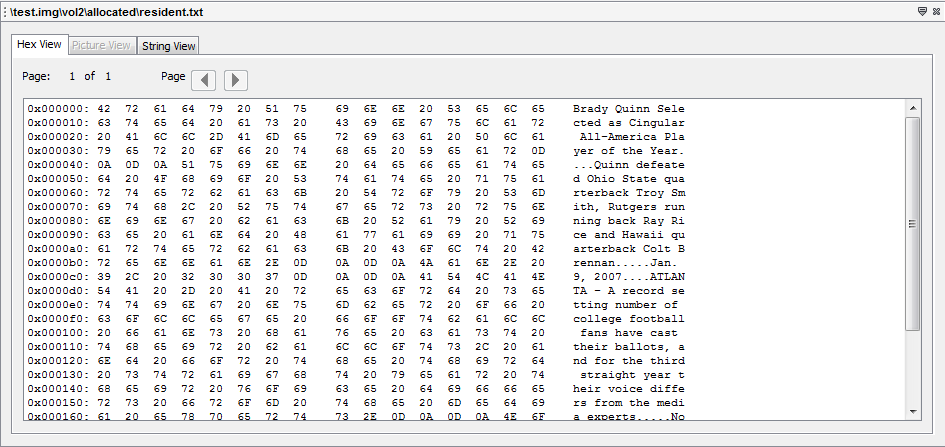 \test.img\vol2\allocated\resident.txt
Hex View Picture View String View
Page: 1 of 1 Page
0x000000: 42 72 61 64 79 20 51 75 69 6E 6E 20 53 65 6C 65 Brady Quinn Sele
0x000010: 63 74 65 64 20 61 73 20 43 69 6E 67 75 6C 61 72 cted as Cingular
0x000020: 20 41 6C 6C 2D 41 6D 65 72 69 63 61 20 50 6C 61 All-America Pla
0x000030: 79 65 72 20 6F 66 20 74 68 65 20 59 65 61 72 0D yer of the Year.
0x000040: 0A 0D 0A 51 75 69 6E 6E 20 64 65 66 65 61 74 65 ...Quinn defeate
0x000050: 64 20 4F 68 69 6F 20 53 74 61 74 65 20 71 75 61 d Ohio State qua
0x000060: 72 74 65 72 62 61 63 6B 20 54 72 6F 79 20 53 6D rterback Troy Sm
0x000070: 69 74 68 2C 20 52 75 74 67 65 72 73 20 72 75 6E ith, Rutgers run
0x000080: 6E 69 6E 67 20 62 61 63 6B 20 52 61 79 20 52 69 ning back Ray Ri
0x000090: 63 65 20 61 6E 64 20 48 61 77 61 69 69 20 71 75 ce and Hawaii qu
0x0000a0: 61 72 74 65 72 62 61 63 6B 20 43 6F 6C 74 20 42 arterback Colt B
0x0000b0: 72 65 6E 6E 61 6E 2E 0D 0A 0D 0A 4A 61 6E 2E 20 rennan.....Jan.
0x0000c0: 39 2C 20 32 30 30 37 0D 0A 0D 0A 41 54 4C 41 4E 9, 2007....ATLAN
0x0000d0: 54 41 20 2D 20 41 20 72 65 63 6F 72 64 20 73 65 TA - A record se
0x0000e0: 74 74 69 6E 67 20 6E 75 6D 62 65 72 20 6F 66 20 tting number of
0x0000f0: 63 6F 6C 6C 65 67 65 20 66 6F 6F 74 62 61 6C 6C college football
0x000100: 20 66 61 6E 73 20 68 61 76 65 20 63 61 73 74 20 fans have cast
0x000110: 74 68 65 69 72 20 62 61 6C 6C 6F 74 73 2C 20 61 their ballots, a
0x000120: 6E 64 20 66 6F 72 20 74 68 65 20 74 68 69 72 64 nd for the third
0x000130: 20 73 74 72 61 69 67 68 74 20 79 65 61 72 20 74 straight year t
0x000140: 68 65 69 72 20 76 6F 69 63 65 20 64 69 66 66 65 heir voice diffe
0x000150: 72 73 20 66 72 6F 6D 20 74 68 65 20 6D 65 64 69 rs from the medi
0x000160: 61 20 65 78 70 65 72 74 73 2E 0D 0A 0D 0A 4E 6F a experts.....No